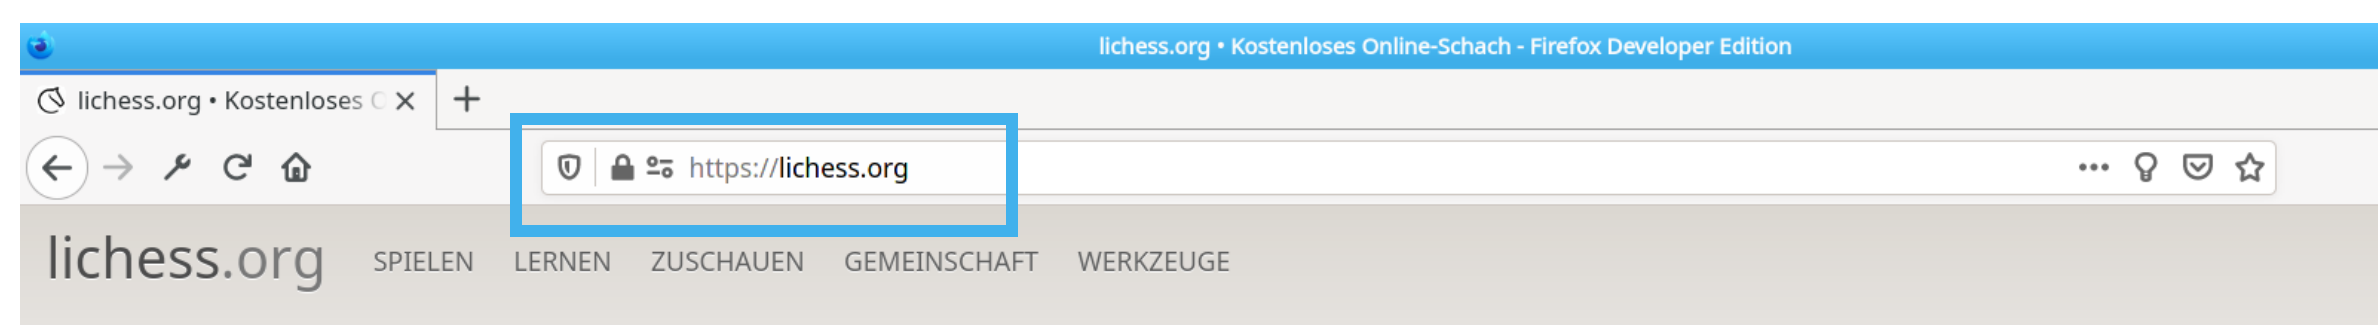 lichess.org • Kostenloses Online-Schach - Firefox Developer Edition
lichess.org • Kostenloses
https://lichess.org
lichess.org SPIELEN LERNEN ZUSCHAUEN GEMEINSCHAFT WERKZEUGE